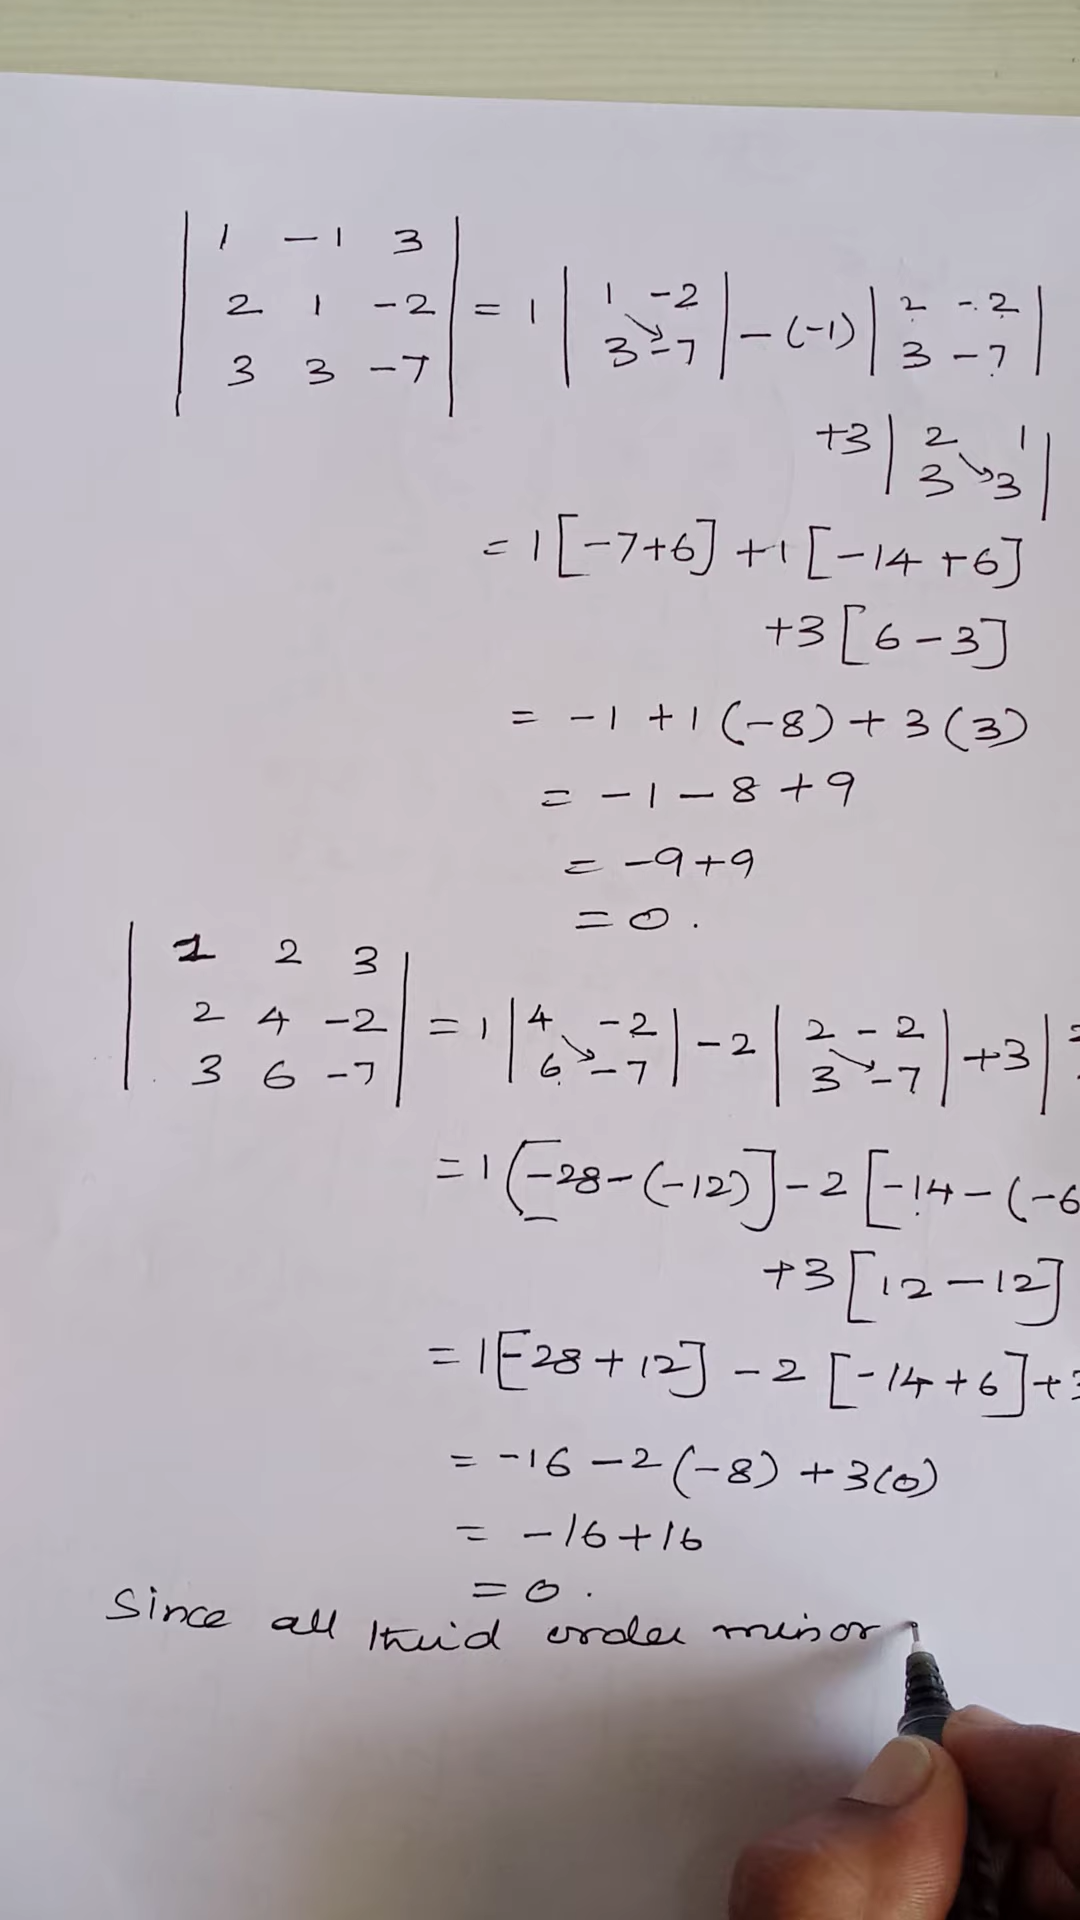 | 1 -1 3 |
| 2 1 -2 | = 1 | 1 -2 | - (-1) | 2 -2 |
| 3 3 -7 | | 3 -7 | | 3 -7 |
+3 | 2 1 |
| 3 3 |
= 1 [-7+6] +1 [-14 +6]
+3 [6-3]
= -1 +1 (-8) + 3 (3)
= -1 - 8 + 9
= -9+9
= 0 .
| 1 2 3 |
| 2 4 -2 | = 1 | 4 -2 | - 2 | 2 -2 | +3 |
| 3 6 -7 | | 6 -7 | | 3 -7 |
= 1 [-28-(-12)] - 2 [-14-(-6
+3 [12-12]
= 1 [-28+12] - 2 [-14+6] +3
= -16 -2 (-8) + 3(0)
= -16+16
= 0 .
Since all third order minor